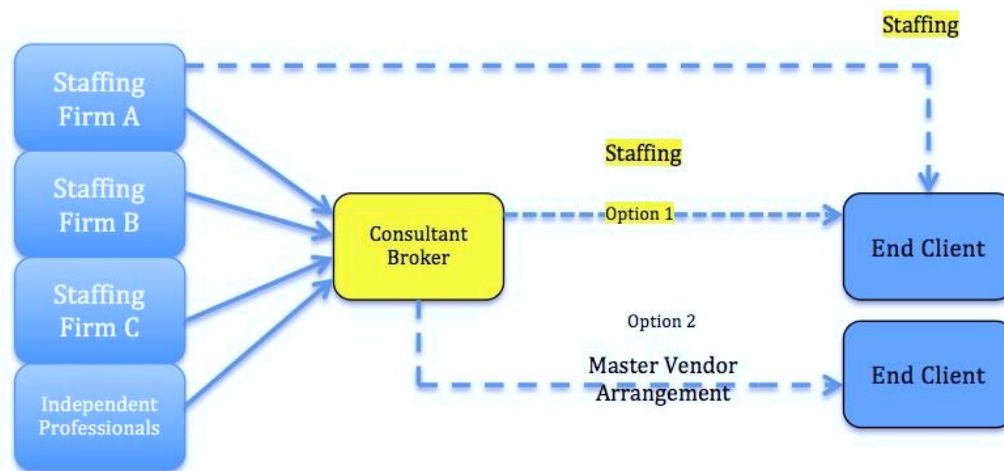 Staffing
Staffing
Firm A
Staffing
Firm B
Staffing
Firm C
Independent
Professionals
Consultant
Broker
Staffing
Option 1
End Client
Option 2
Master Vendor
Arrangement
End Client